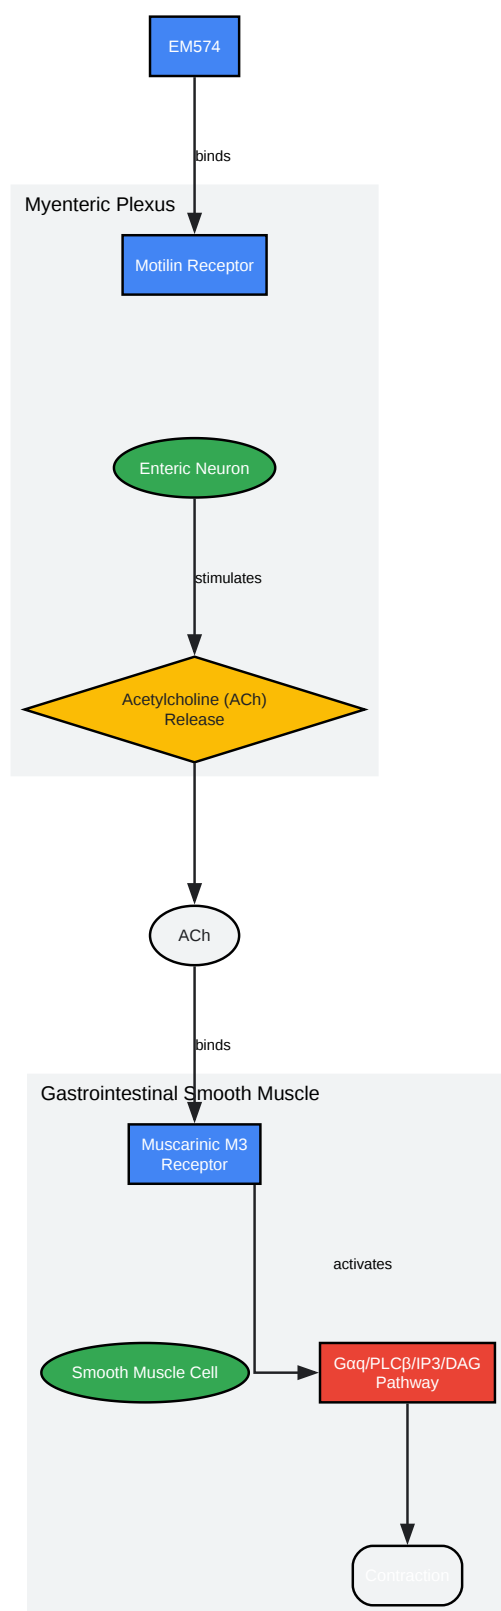 EM574
binds
Myenteric Plexus
Motilin Receptor
Enteric Neuron
stimulates
Acetylcholine (ACh)
Release
ACh
binds
Gastrointestinal Smooth Muscle
Muscarinic M3
Receptor
activates
Smooth Muscle Cell
Gαq/PLCβ/IP3/DAG
Pathway
Contraction